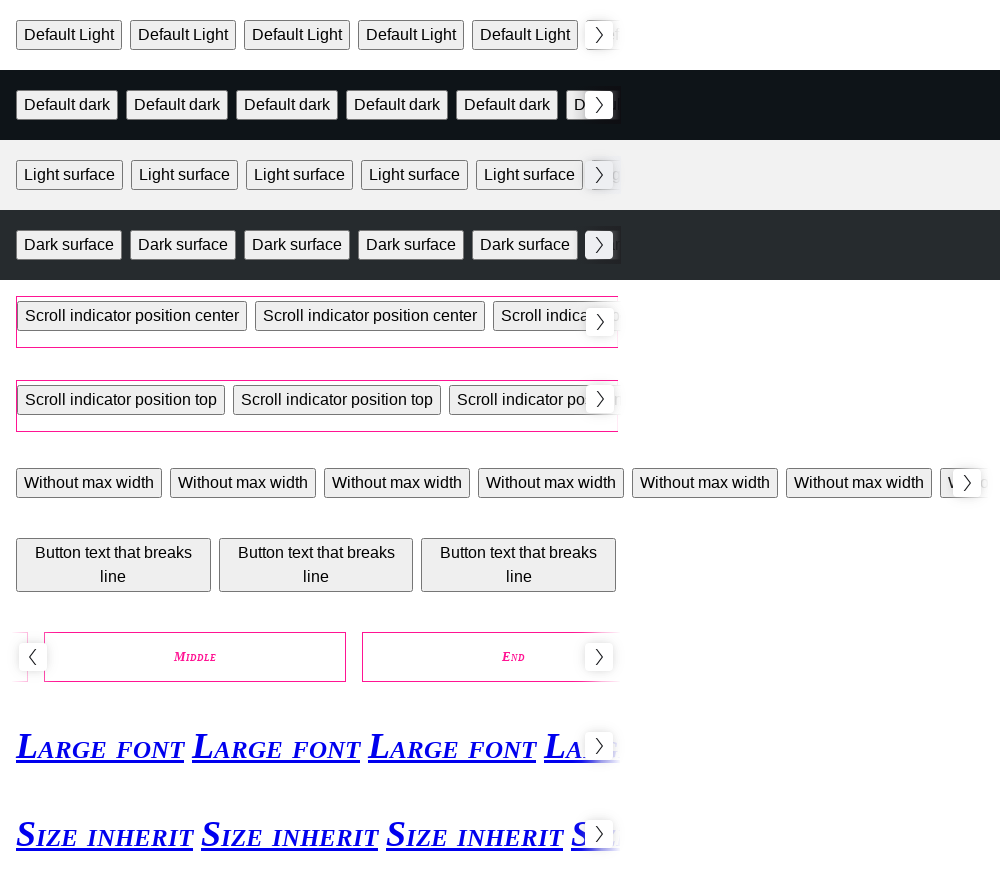 Default Light Default Light Default Light Default Light Default Light
Default dark Default dark Default dark Default dark Default dark
Light surface Light surface Light surface Light surface Light surface
Dark surface Dark surface Dark surface Dark surface Dark surface
Scroll indicator position center Scroll indicator position center Scroll
Scroll indicator position top Scroll indicator position top Scroll indicator
Without max width Without max width Without max width Without max width Without max width Without max width
Button text that breaks line Button text that breaks line Button text that breaks line
Middle End
Large font Large font Large font
Size inherit Size inherit Size inherit